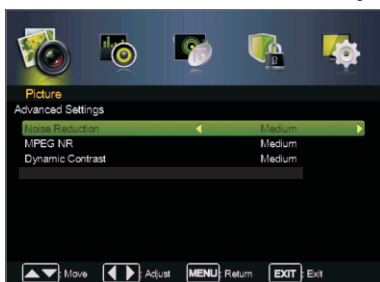 Picture
Advanced Settings
Noise Reduction Medium
MPEG NR Medium
Dynamic Contrast Medium
: Move : Adjust MENU : Return EXIT : Exit